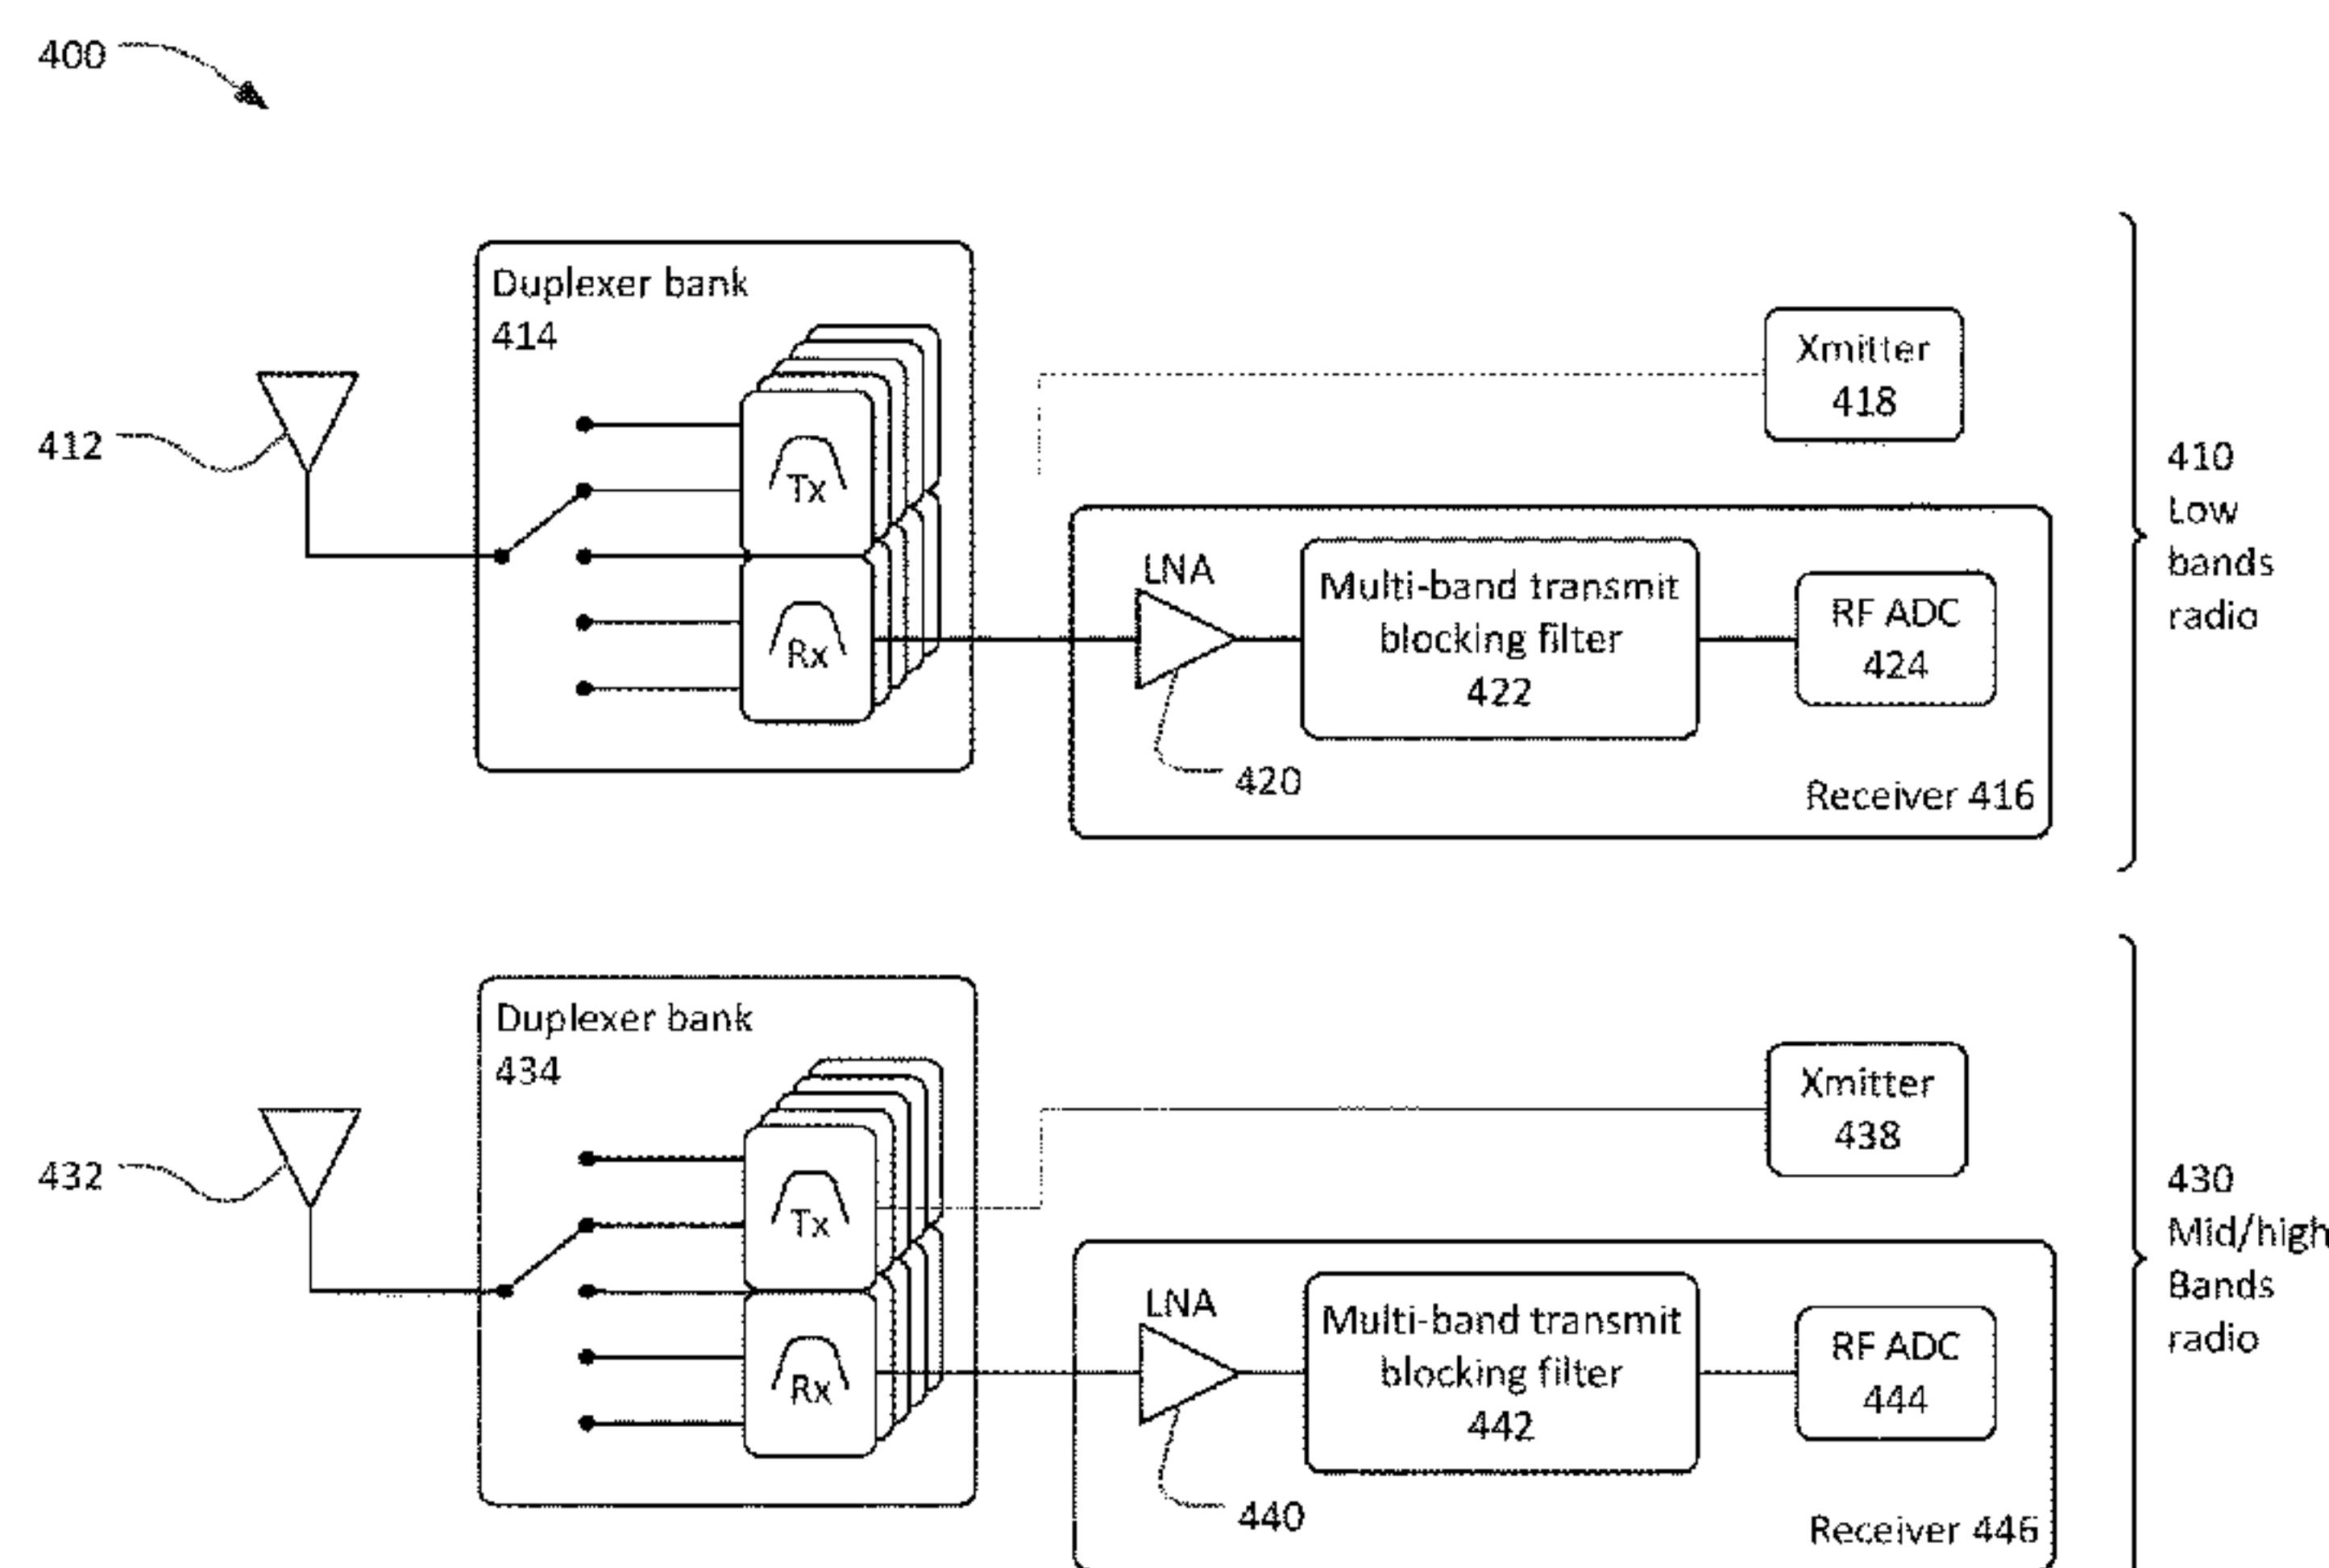 400
Duplexer bank
414
Tx
Rx
412
Xmitter
418
LNA
420
Multi-band transmit
blocking filter
422
RF ADC
424
Receiver 416
410
Low
bands
radio
Duplexer bank
434
Tx
Rx
432
Xmitter
438
LNA
440
Multi-band transmit
blocking filter
442
RF ADC
444
Receiver 446
430
Mid/high
Bands
radio